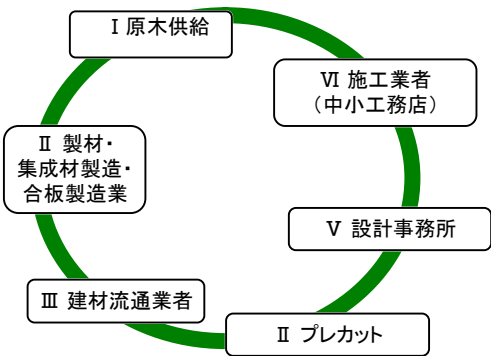 Ⅰ原木供給
Ⅵ 施工業者
（中小工務店）
Ⅱ 製材・
集成材製造・
合板製造業
Ⅴ 設計事務所
Ⅲ 建材流通業者
Ⅱ プレカット